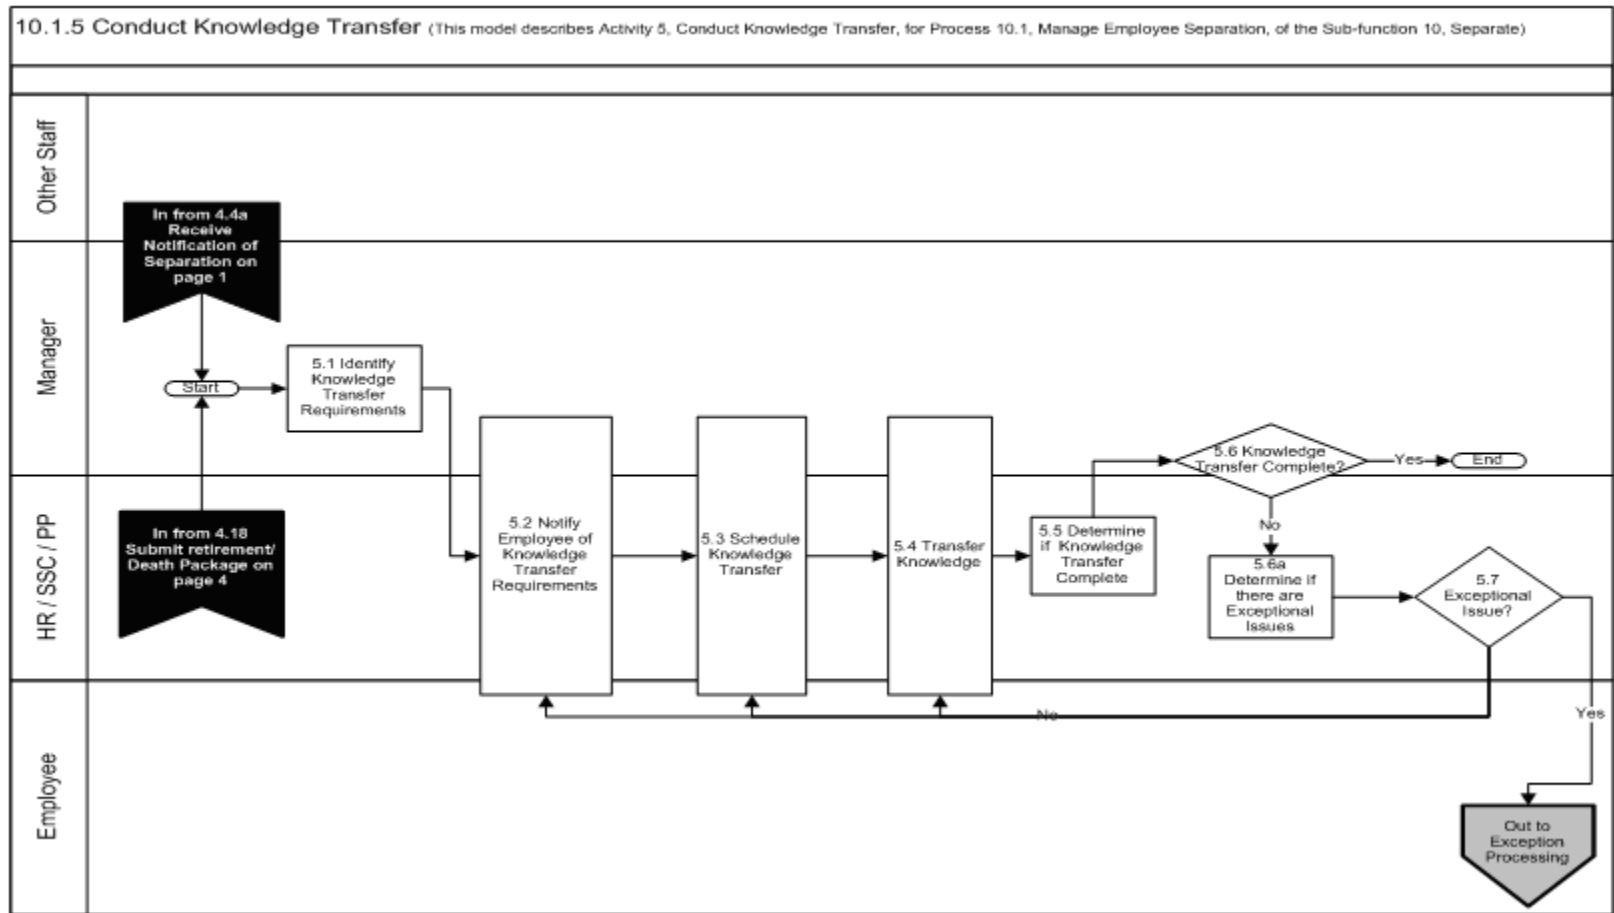 10.1.5 Conduct Knowledge Transfer (This model describes Activity 5, Conduct Knowledge Transfer, for Process 10.1, Manage Employee Separation, of the Sub-function 10, Separate)
Other Staff
In from 4.4a
Receive
Notification of
Separation on
page 1
Manager
Start
5.1 Identify
Knowledge
Transfer
Requirements
5.6 Knowledge
Transfer Complete?
Yes
End
HR / SSC / PP
In from 4.18
Submit retirement/
Death Package on
page 4
5.2 Notify
Employee of
Knowledge
Transfer
Requirements
5.3 Schedule
Knowledge
Transfer
5.4 Transfer
Knowledge
5.5 Determine
if Knowledge
Transfer
Complete
No
5.6a
Determine if
there are
Exceptional
Issues
5.7
Exceptional
Issue?
No
Yes
Employee
Out to
Exception
Processing